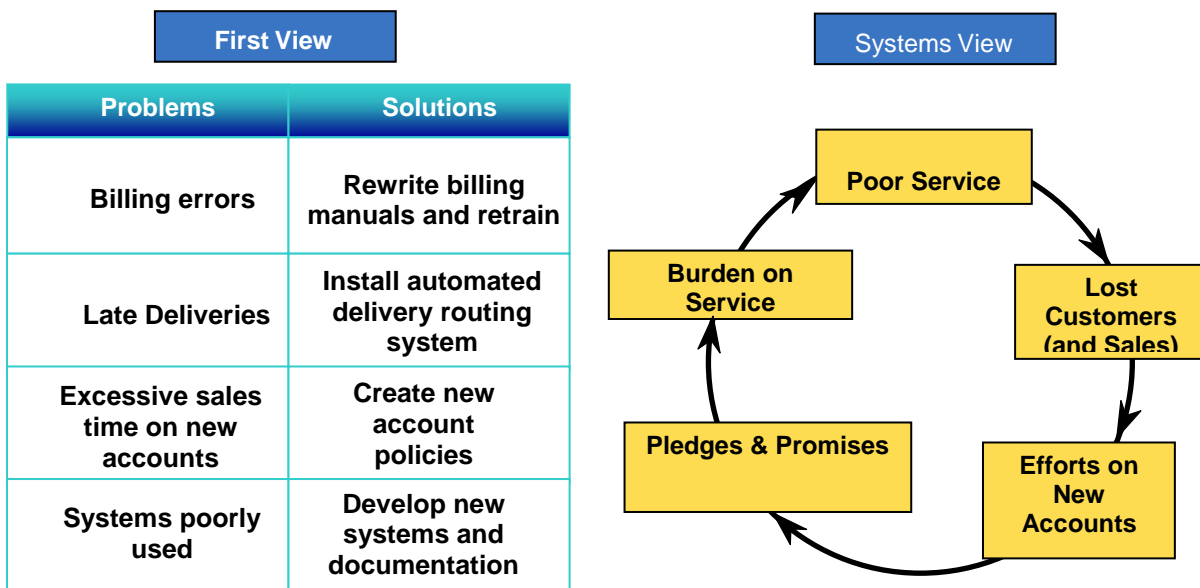 First View
Problems
Solutions
Billing errors
Rewrite billing
manuals and retrain
Late Deliveries
Install automated
delivery routing
system
Excessive sales
time on new
accounts
Create new
account
policies
Systems poorly
used
Develop new
systems and
documentation
Systems View
Poor Service
Lost
Customers
(and Sales)
Efforts on
New
Accounts
Pledges & Promises
Burden on
Service